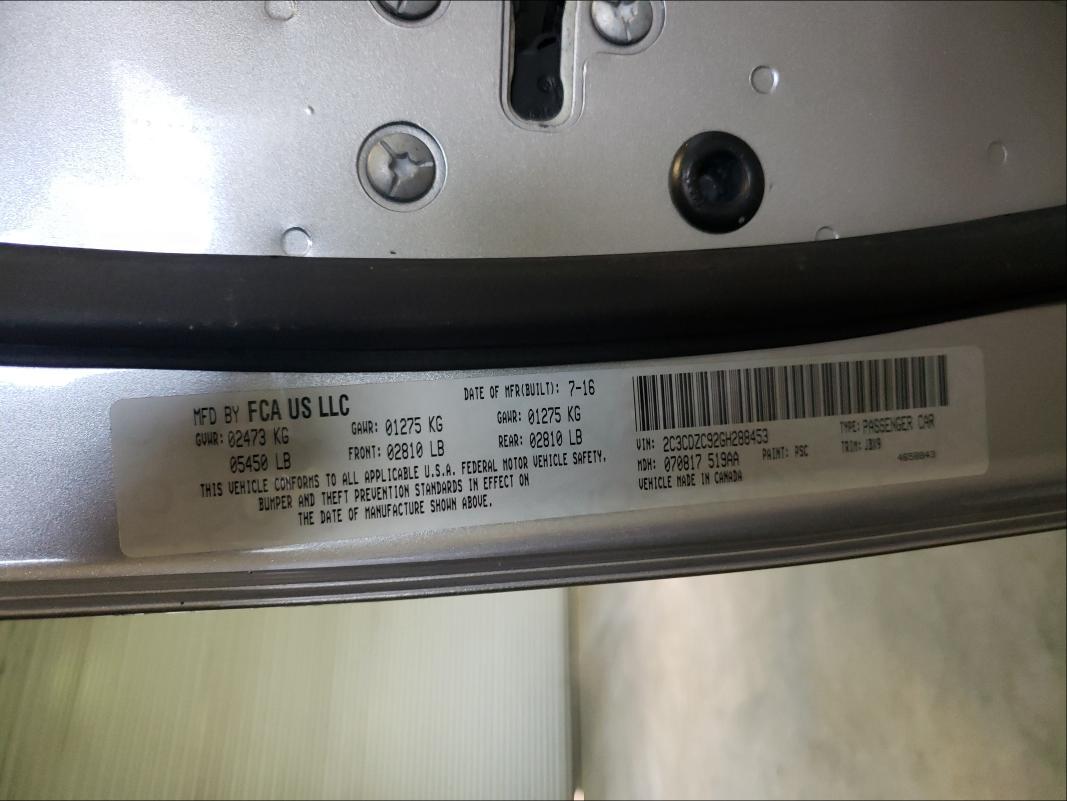 MFD BY FCA US LLC
DATE OF MFR(BUILT): 7-16
GVWR: 02473 KG
GAWR: 01275 KG
GAWR: 01275 KG
05450 LB
FRONT: 02810 LB
REAR: 02810 LB
THIS VEHICLE CONFORMS TO ALL APPLICABLE U.S.A. FEDERAL MOTOR VEHICLE SAFETY,
BUMPER AND THEFT PREVENTION STANDARDS IN EFFECT ON
THE DATE OF MANUFACTURE SHOWN ABOVE.
VIN: 2C3CDZC92GH288453
TYPE: PASSENGER CAR
MDH: 070817 519AA
PAINT: PSC
TRIM:
VEHICLE MADE IN CANADA